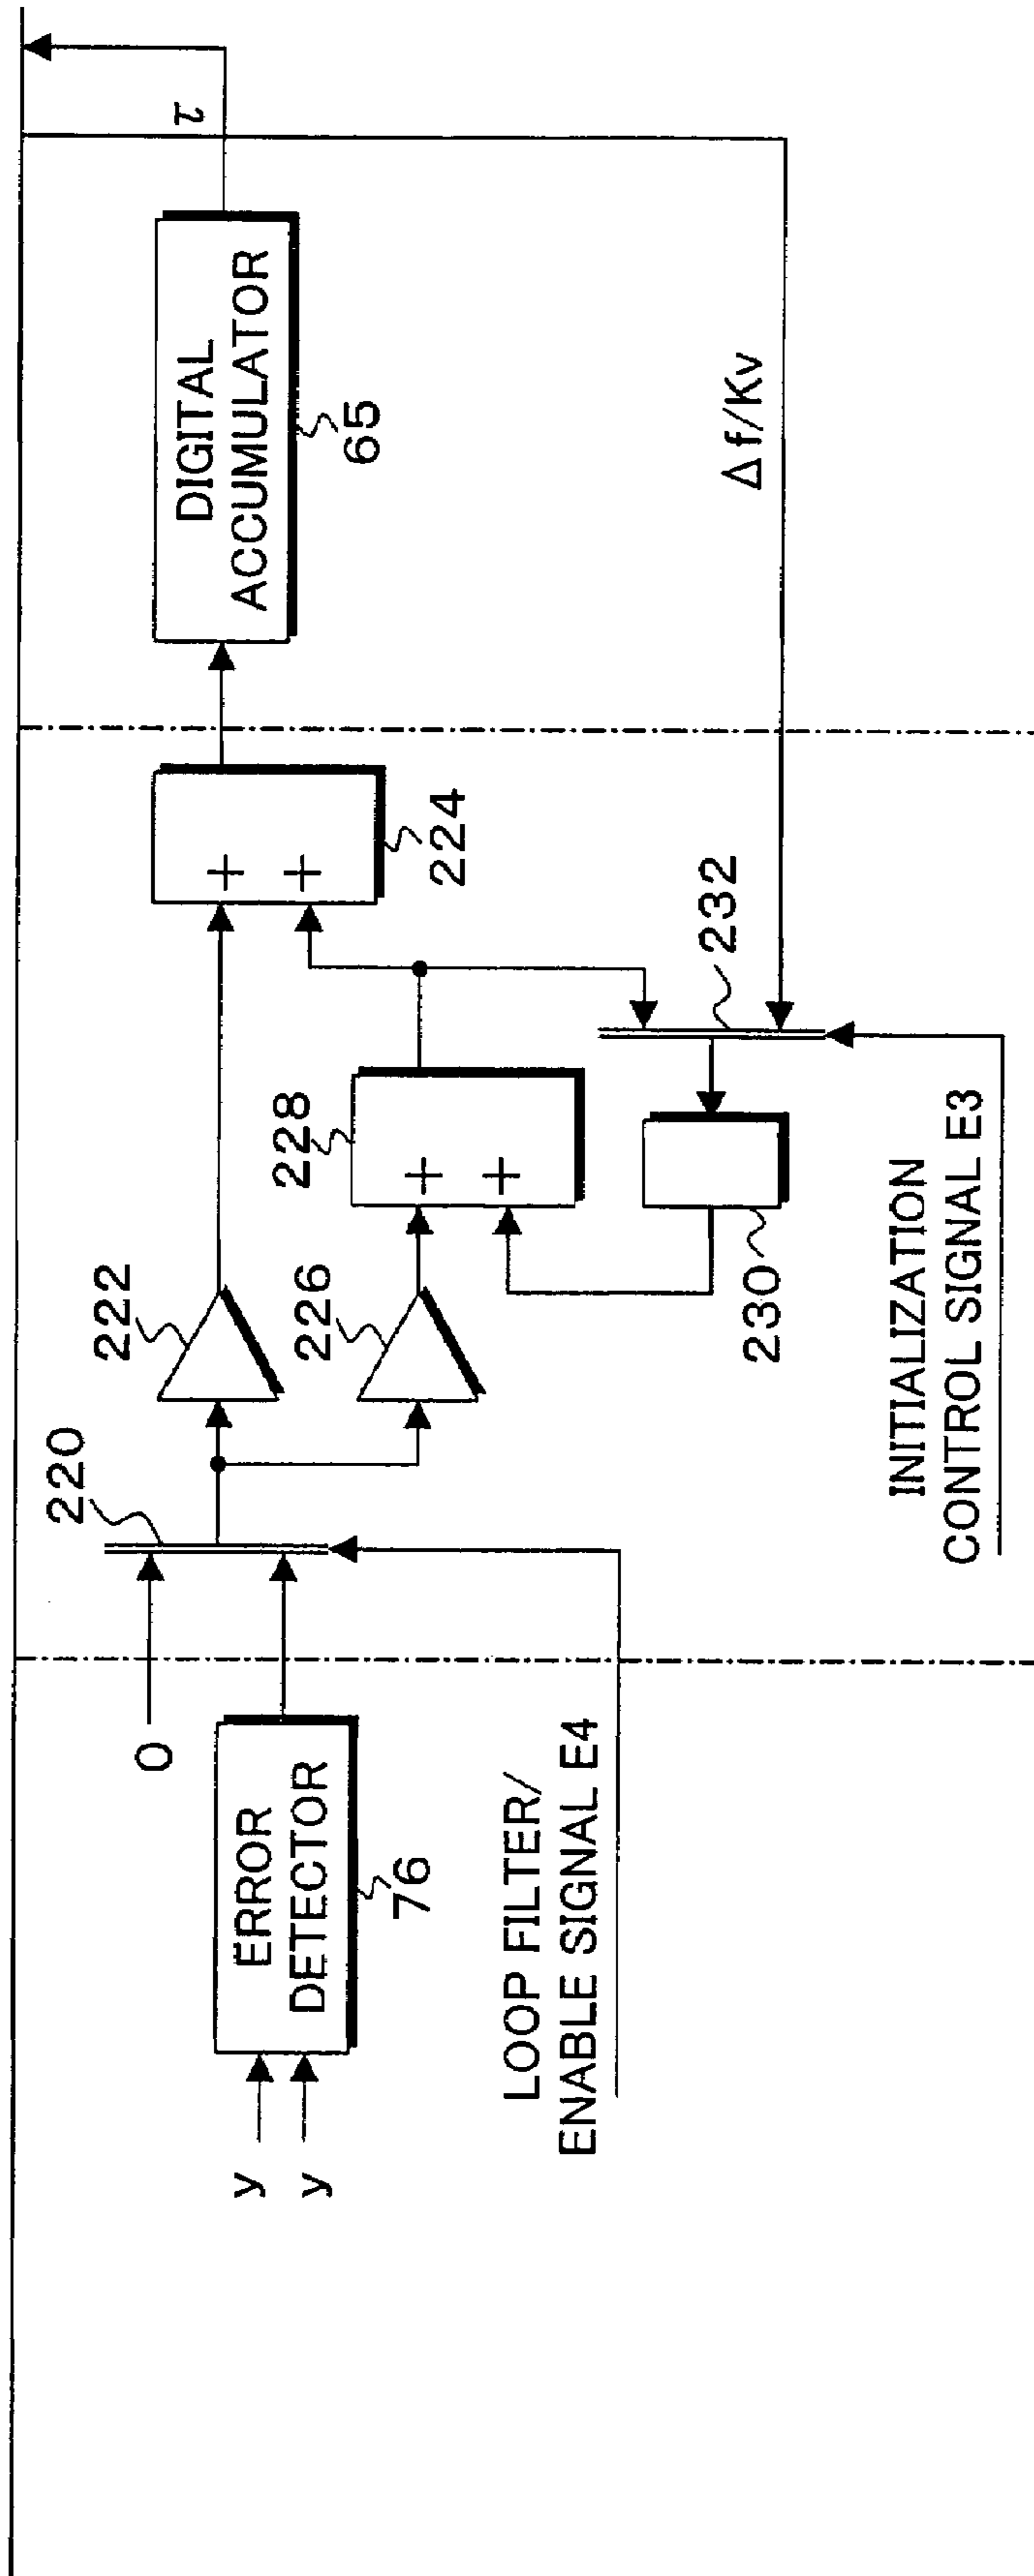 y
y
ERROR
DETECTOR
76
0
LOOP FILTER/
ENABLE SIGNAL E4
220
222
226
228
+
+
230
232
INITIALIZATION
CONTROL SIGNAL E3
+
+
224
DIGITAL
ACCUMULATOR
65
τ
Δf/Kv